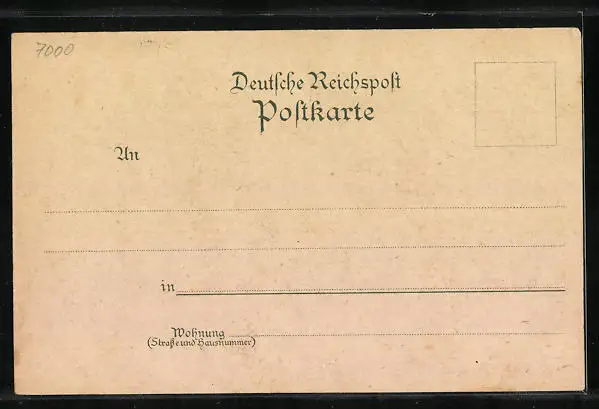 7000
Deutſche Reichspoſt
Poſtkarte
An
in
Wohnung
(Straße und Hausnummer)